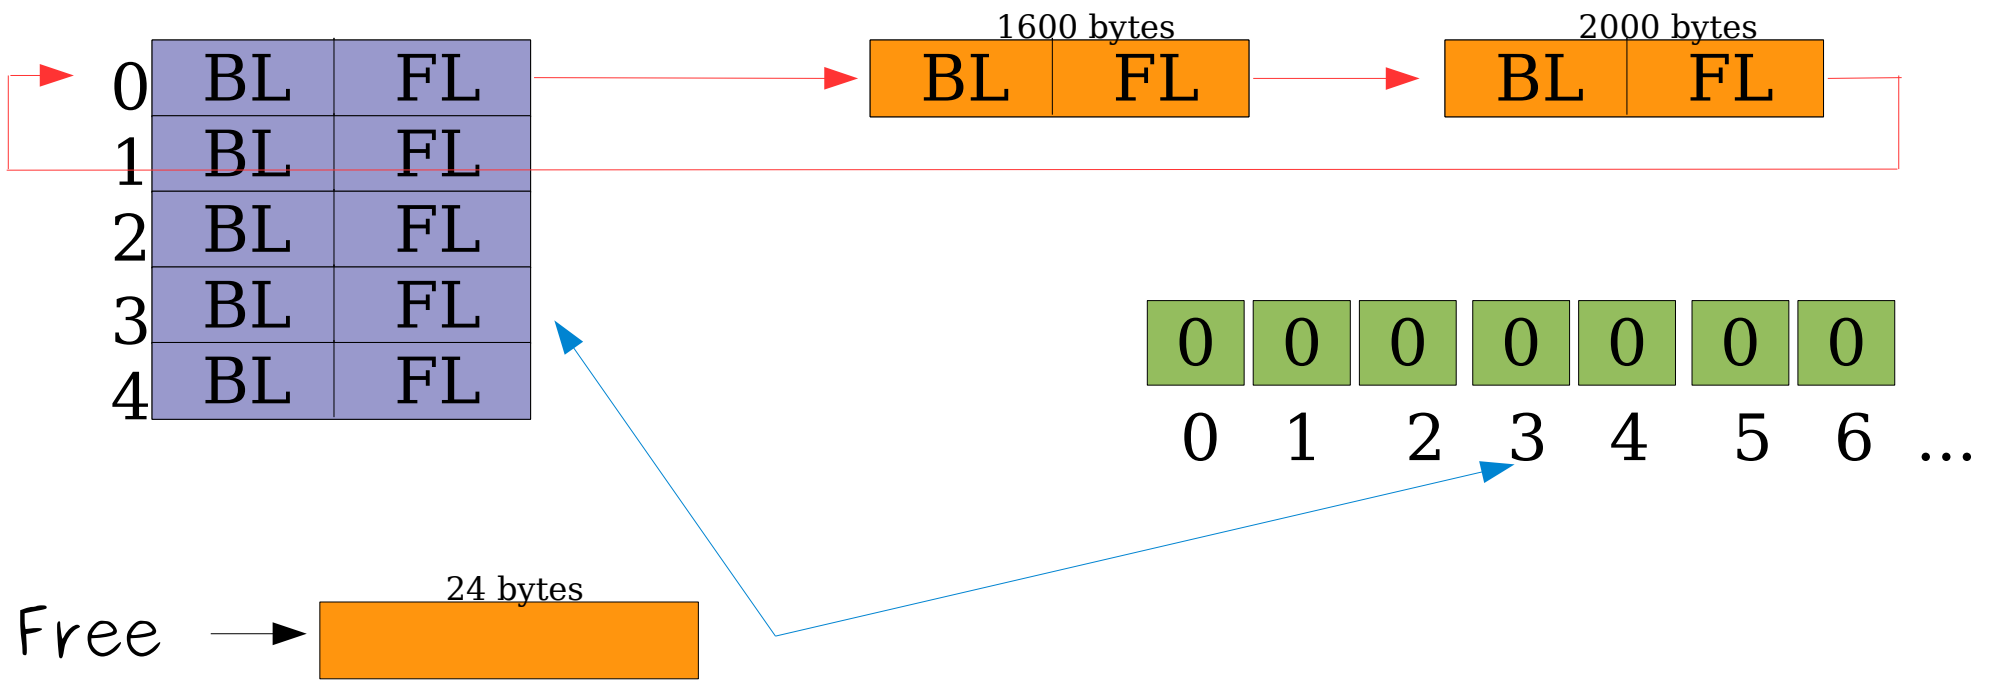 1600 bytes 2000 bytes
0 BL FL BL FL BL FL
1 BL FL
2 BL FL
3 BL FL
4 BL FL
0 0 0 0 0 0 0
0 1 2 3 4 5 6 ...
24 bytes
Free